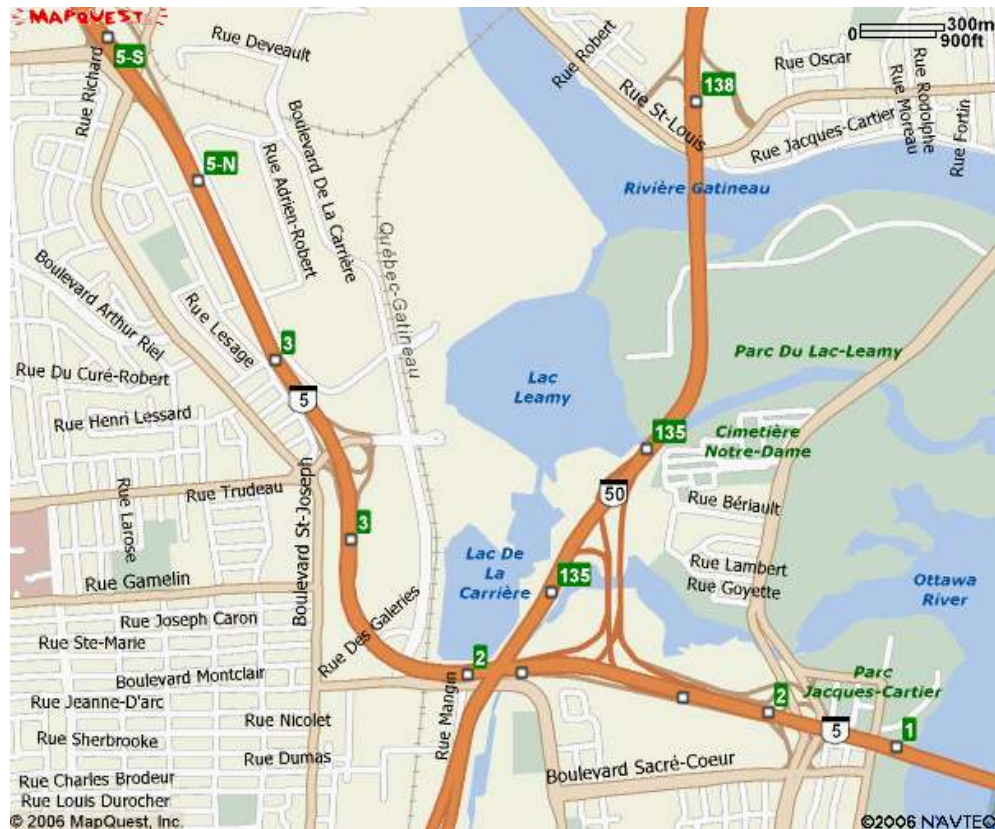 MAPQUEST
300m
0
900ft
5-S
Rue Deveault
Rue Robert
Rue Oscar
138
Rue Richard
Rue St-Louis
Rue Rodolphe
Rue Moreau
Rue Fortin
Boulevard De La Carrière
Rue Jacques-Cartier
5-N
Rue Adrien-Robert
Rivière Gatineau
Québec-Gatineau
Boulevard Arthur Riel
Rue Lesage
3
Parc Du Lac-Leamy
Rue Du Curé-Robert
Lac
Leamy
5
Rue Henri Lessard
135
Cimetière
Notre-Dame
Rue Larose
Rue Trudeau
Boulevard St-Joseph
50
Rue Bériault
3
Lac De
La
Carrière
Rue Gamelin
135
Rue Lambert
Rue Goyette
Ottawa
River
Rue Joseph Caron
Rue Ste-Marie
Rue Des Galeries
Boulevard Montclair
2
Parc
Jacques-Cartier
Rue Jeanne-D'arc
Rue Mangin
Rue Nicolet
2
5
1
Rue Sherbrooke
Rue Dumas
Boulevard Sacré-Coeur
Rue Charles Brodeur
Rue Louis Durocher
© 2006 MapQuest, Inc.
©2006 NAVTEQ